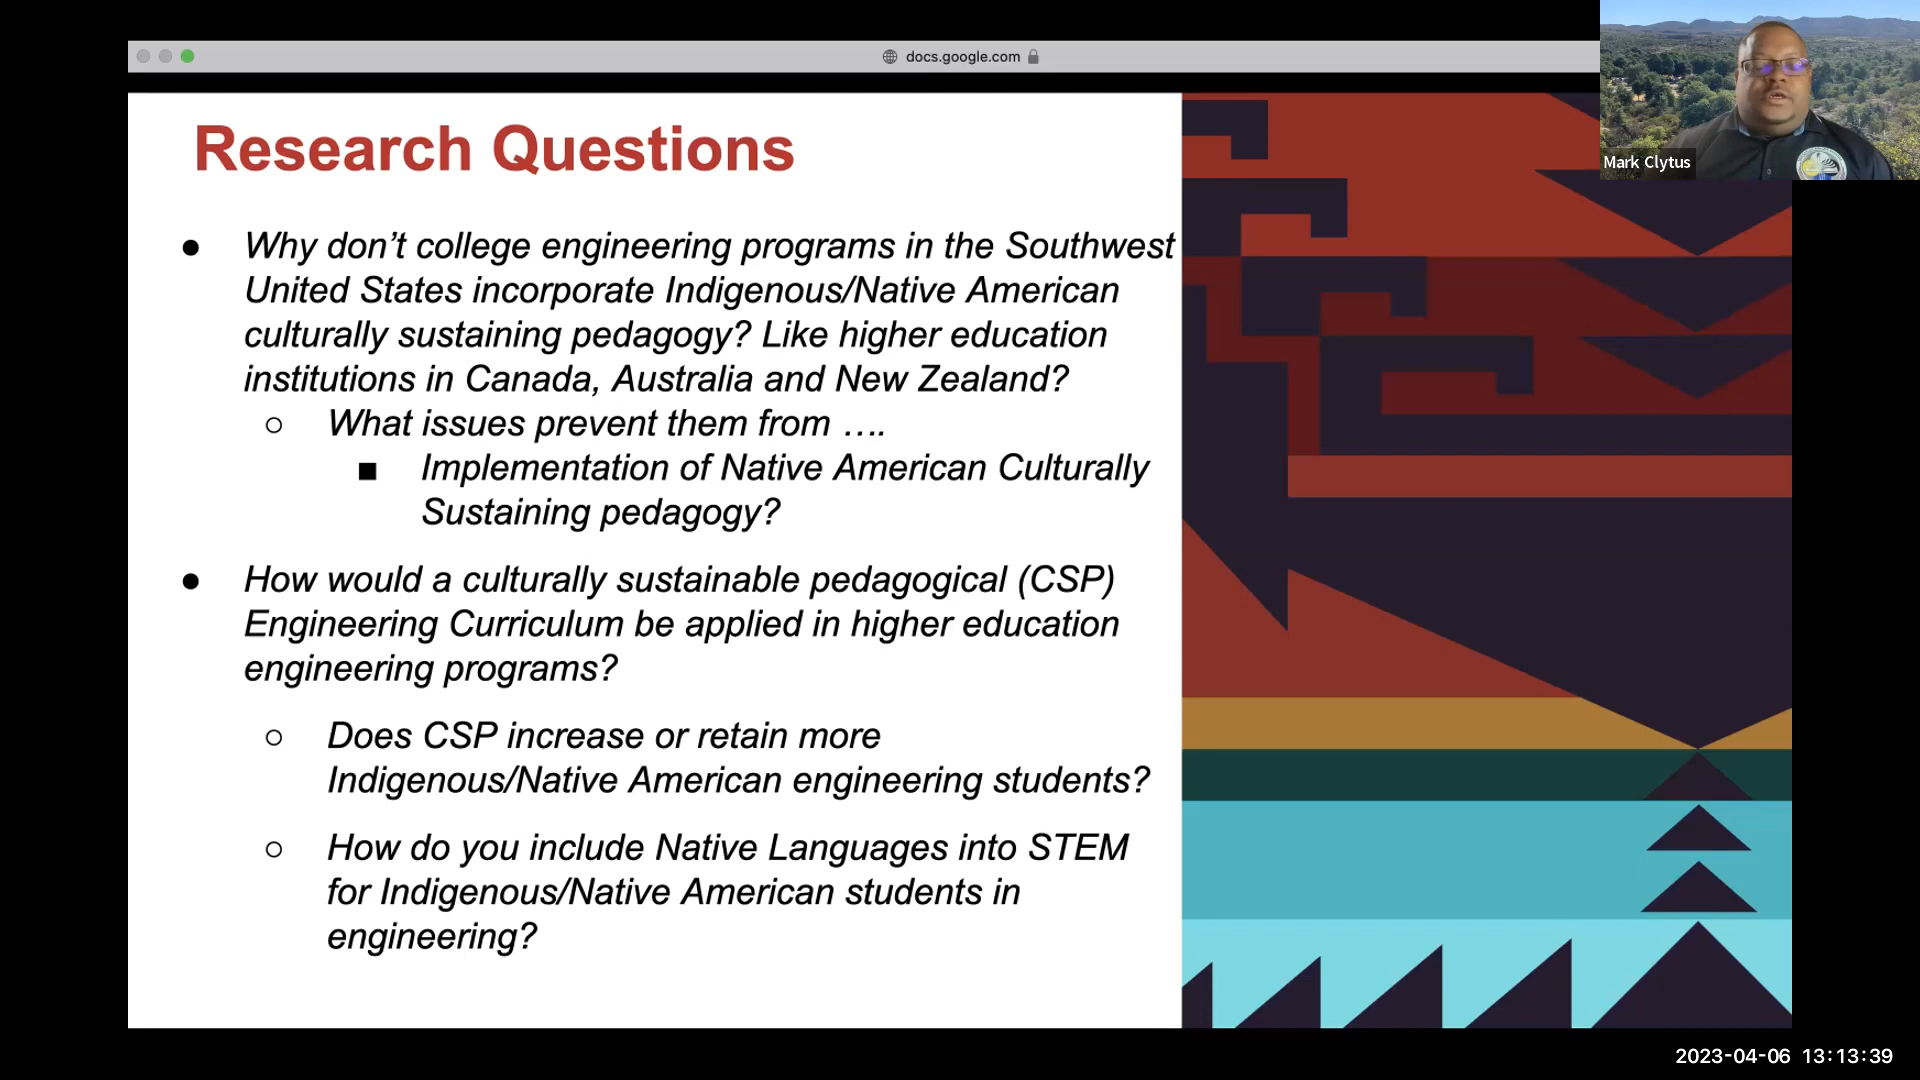 docs.google.com
Mark Clytus
Research Questions
● Why don’t college engineering programs in the Southwest
United States incorporate Indigenous/Native American
culturally sustaining pedagogy? Like higher education
institutions in Canada, Australia and New Zealand?
○ What issues prevent them from ….
■ Implementation of Native American Culturally
Sustaining pedagogy?
● How would a culturally sustainable pedagogical (CSP)
Engineering Curriculum be applied in higher education
engineering programs?
○ Does CSP increase or retain more
Indigenous/Native American engineering students?
○ How do you include Native Languages into STEM
for Indigenous/Native American students in
engineering?
2023-04-06 13:13:39